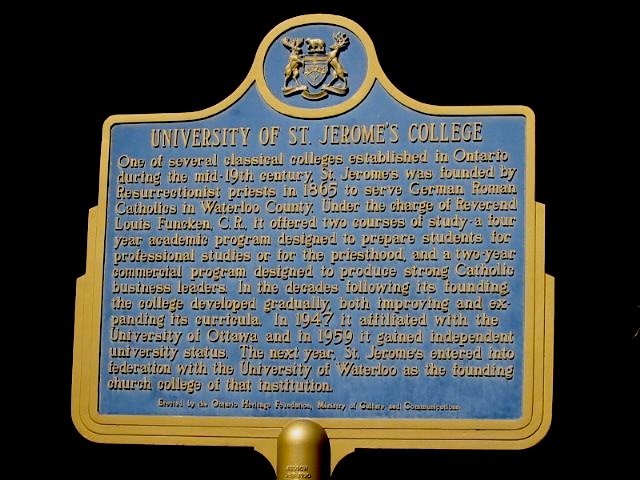 UNIVERSITY OF ST. JEROME'S COLLEGE
One of several classical colleges established in Ontario
during the mid-19th century, St. Jerome's was founded by
Resurrectionist priests in 1865 to serve German Roman
Catholics in Waterloo County. Under the charge of Reverend
Louis Funcken, C.R., it offered two courses of study-a four
year academic program designed to prepare students for
professional studies or for the priesthood, and a two-year
commercial program designed to produce strong Catholic
business leaders. In the decades following its founding,
the college developed gradually, both improving and ex-
panding its curricula. In 1947 it affiliated with the
University of Ottawa and in 1959 it gained independent
university status. The next year, St. Jerome's entered into
federation with the University of Waterloo as the founding
church college of that institution.
Erected by the Ontario Heritage Foundation, Ministry of Culture and Communications